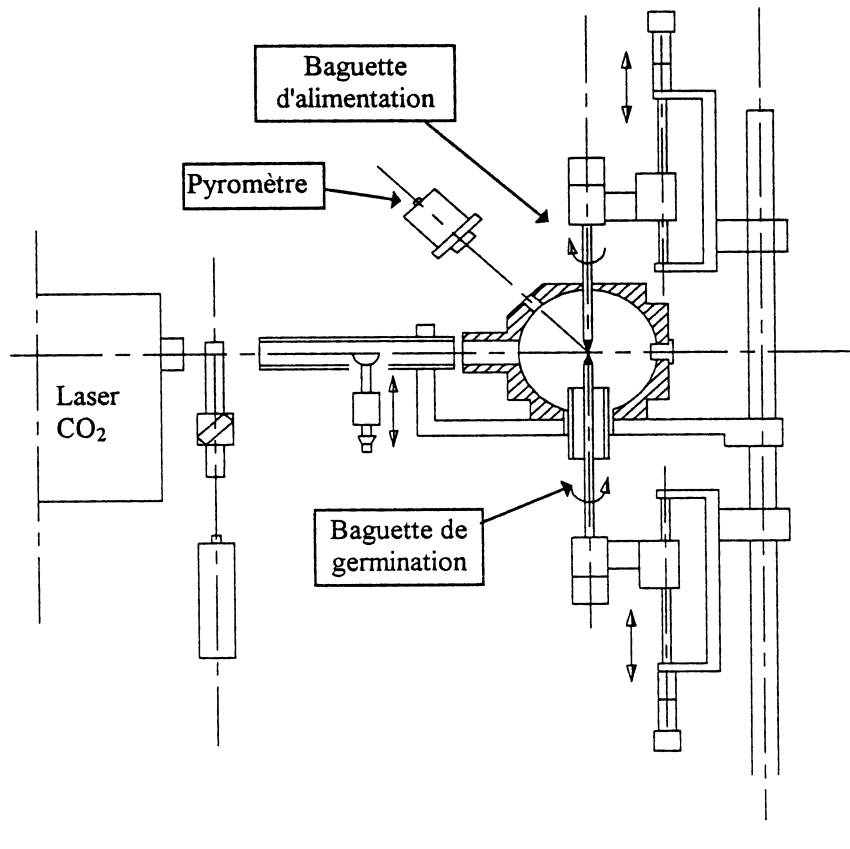 Baguette
d'alimentation
Pyromètre
Laser
CO₂
Baguette de
germination